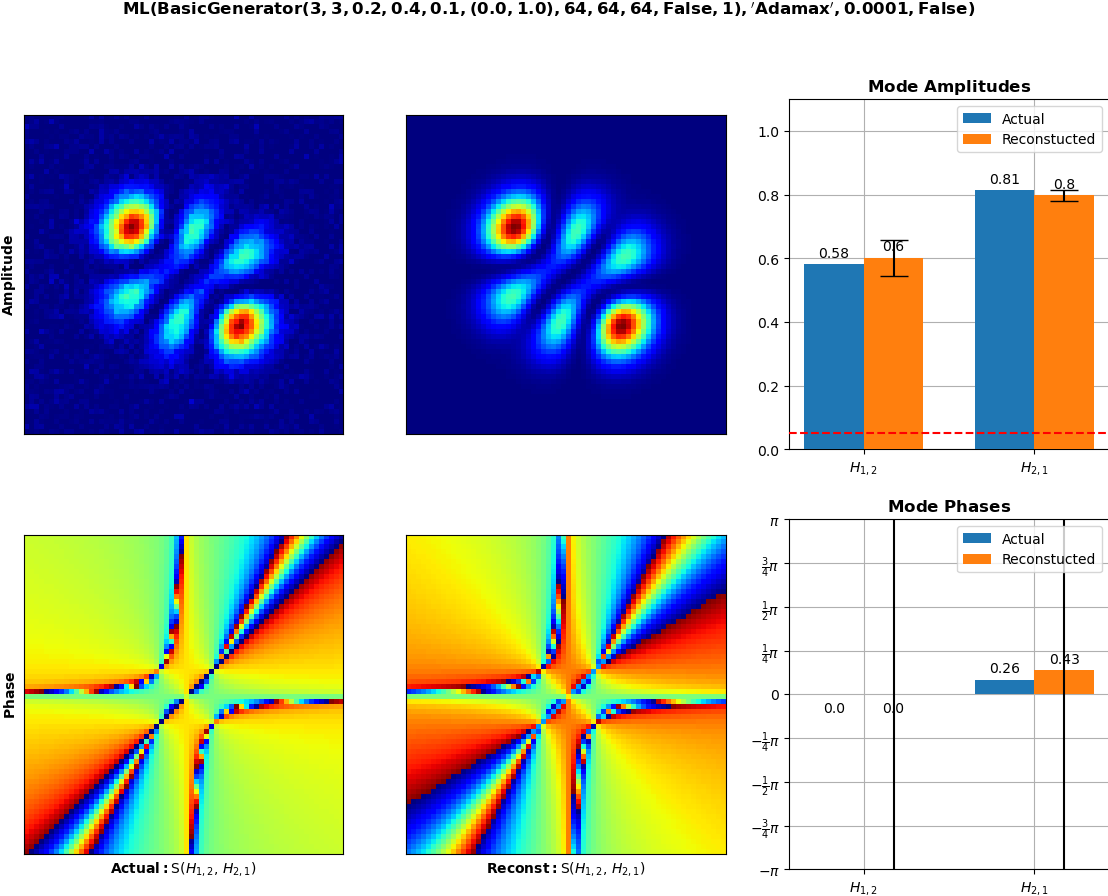 ML(BasicGenerator(3, 3, 0.2, 0.4, 0.1, (0.0, 1.0), 64, 64, 64, False, 1), ′Adamax′, 0.0001, False)
Amplitude
Mode Amplitudes
Actual
Reconstucted
1.0
0.8
0.6
0.4
0.2
0.0
0.58
0.6
0.81
0.8
H1, 2
H2, 1
Phase
Actual: S(H1, 2, H2, 1)
Reconst: S(H1, 2, H2, 1)
Mode Phases
Actual
Reconstucted
π
3/4π
1/2π
1/4π
0
−1/4π
−1/2π
−3/4π
−π
0.0
0.0
0.26
0.43
H1, 2
H2, 1